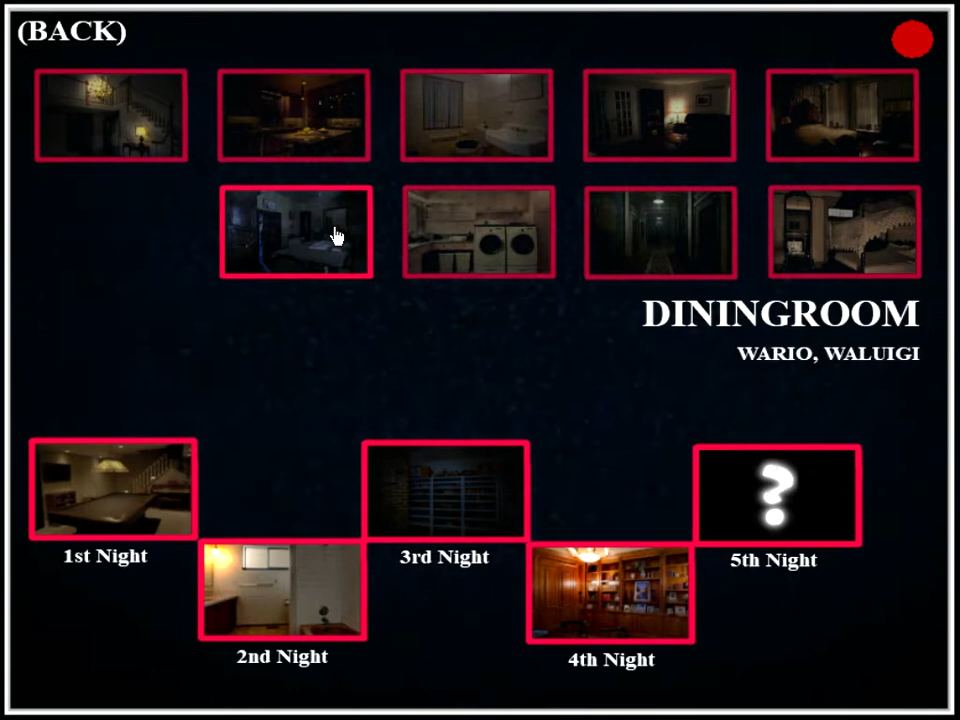 (BACK)
DININGROOM
WARIO, WALUIGI
1st Night
3rd Night
?
5th Night
2nd Night
4th Night